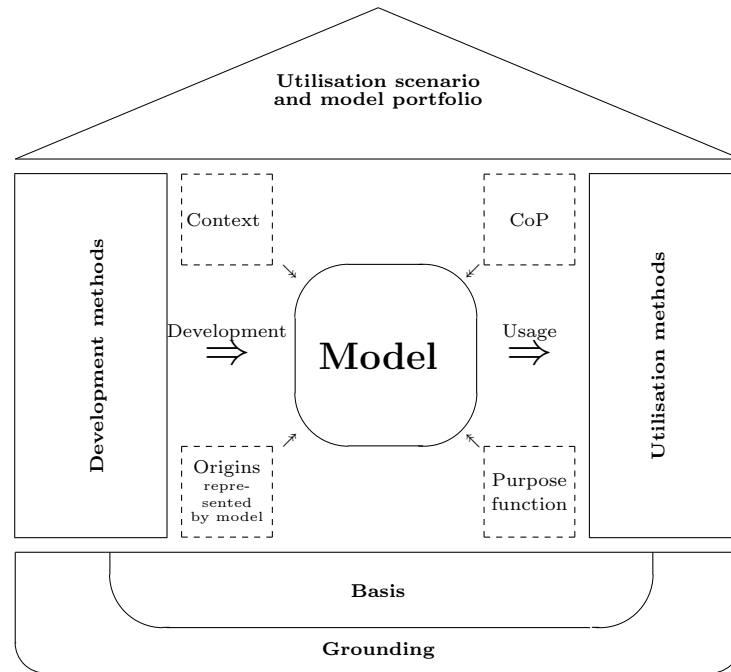 Utilisation scenario
and model portfolio
Context
CoP
Development methods
Development
Model
Usage
Utilisation methods
Origins
repre-
sented
by model
Purpose
function
Basis
Grounding